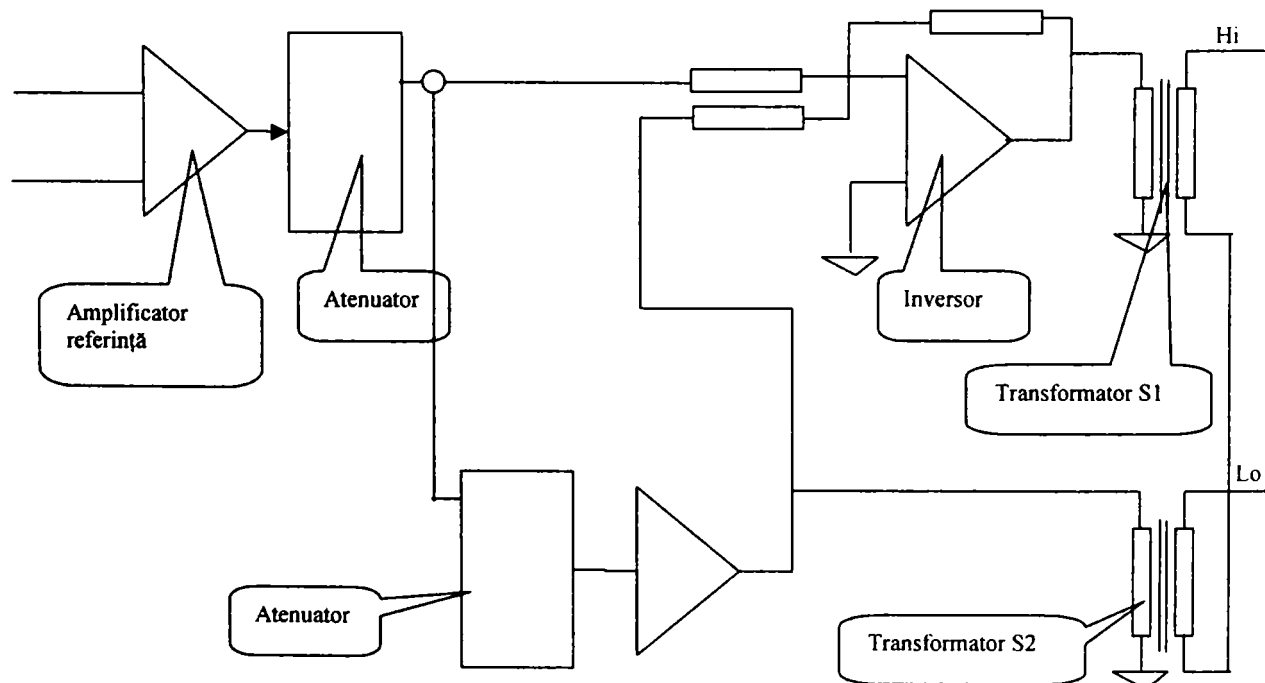 Hi
Amplificator
referință
Atenuator
Inversor
Transformator S1
Lo
Atenuator
Transformator S2